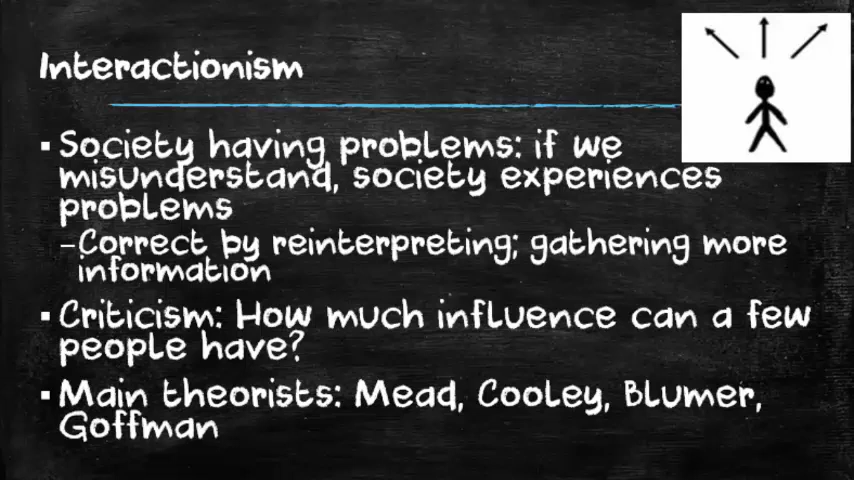 Interactionism
▪ Society having problems: if we
misunderstand, society experiences
problems
–Correct by reinterpreting; gathering more
information
▪ Criticism: How much influence can a few
people have?
▪ Main theorists: Mead, Cooley, Blumer,
Goffman